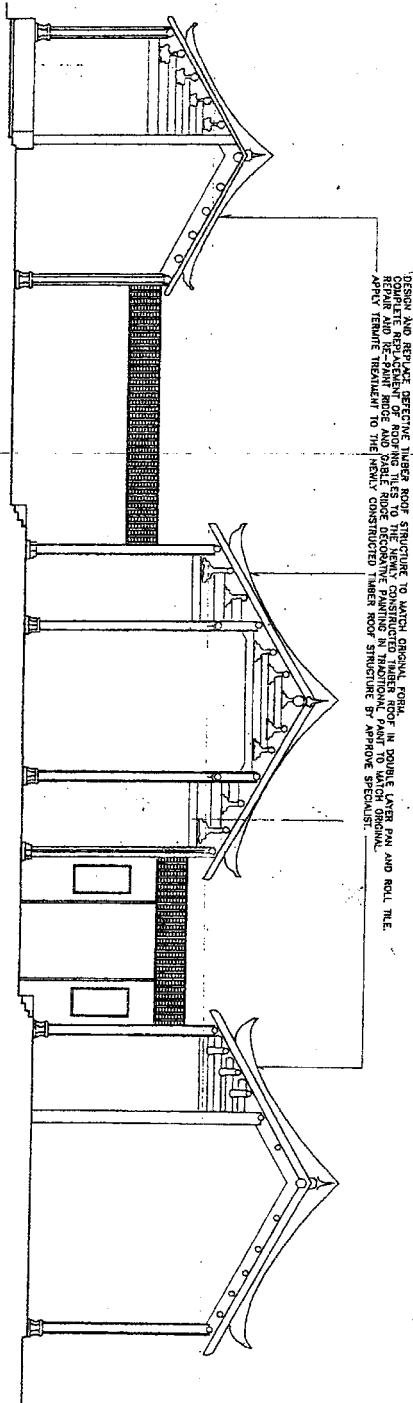 DESIGN AND REPLACE DEFECTIVE TIMBER ROOF STRUCTURE TO MATCH ORIGINAL FORM.
COMPLETE REPLACEMENT OF ROOFING TILES TO THE NEWLY CONSTRUCTED TIMBER ROOF IN DOUBLE LAYER PAN AND ROLL TILE.
REPAIR AND RE-PAINT RIDGE AND GABLE RIDGE DECORATIVE PAINTING IN TRADITIONAL PAINT TO MATCH ORIGINAL.
APPLY TERMITE TREATMENT TO THE NEWLY CONSTRUCTED TIMBER ROOF STRUCTURE BY APPROVE SPECIALIST.